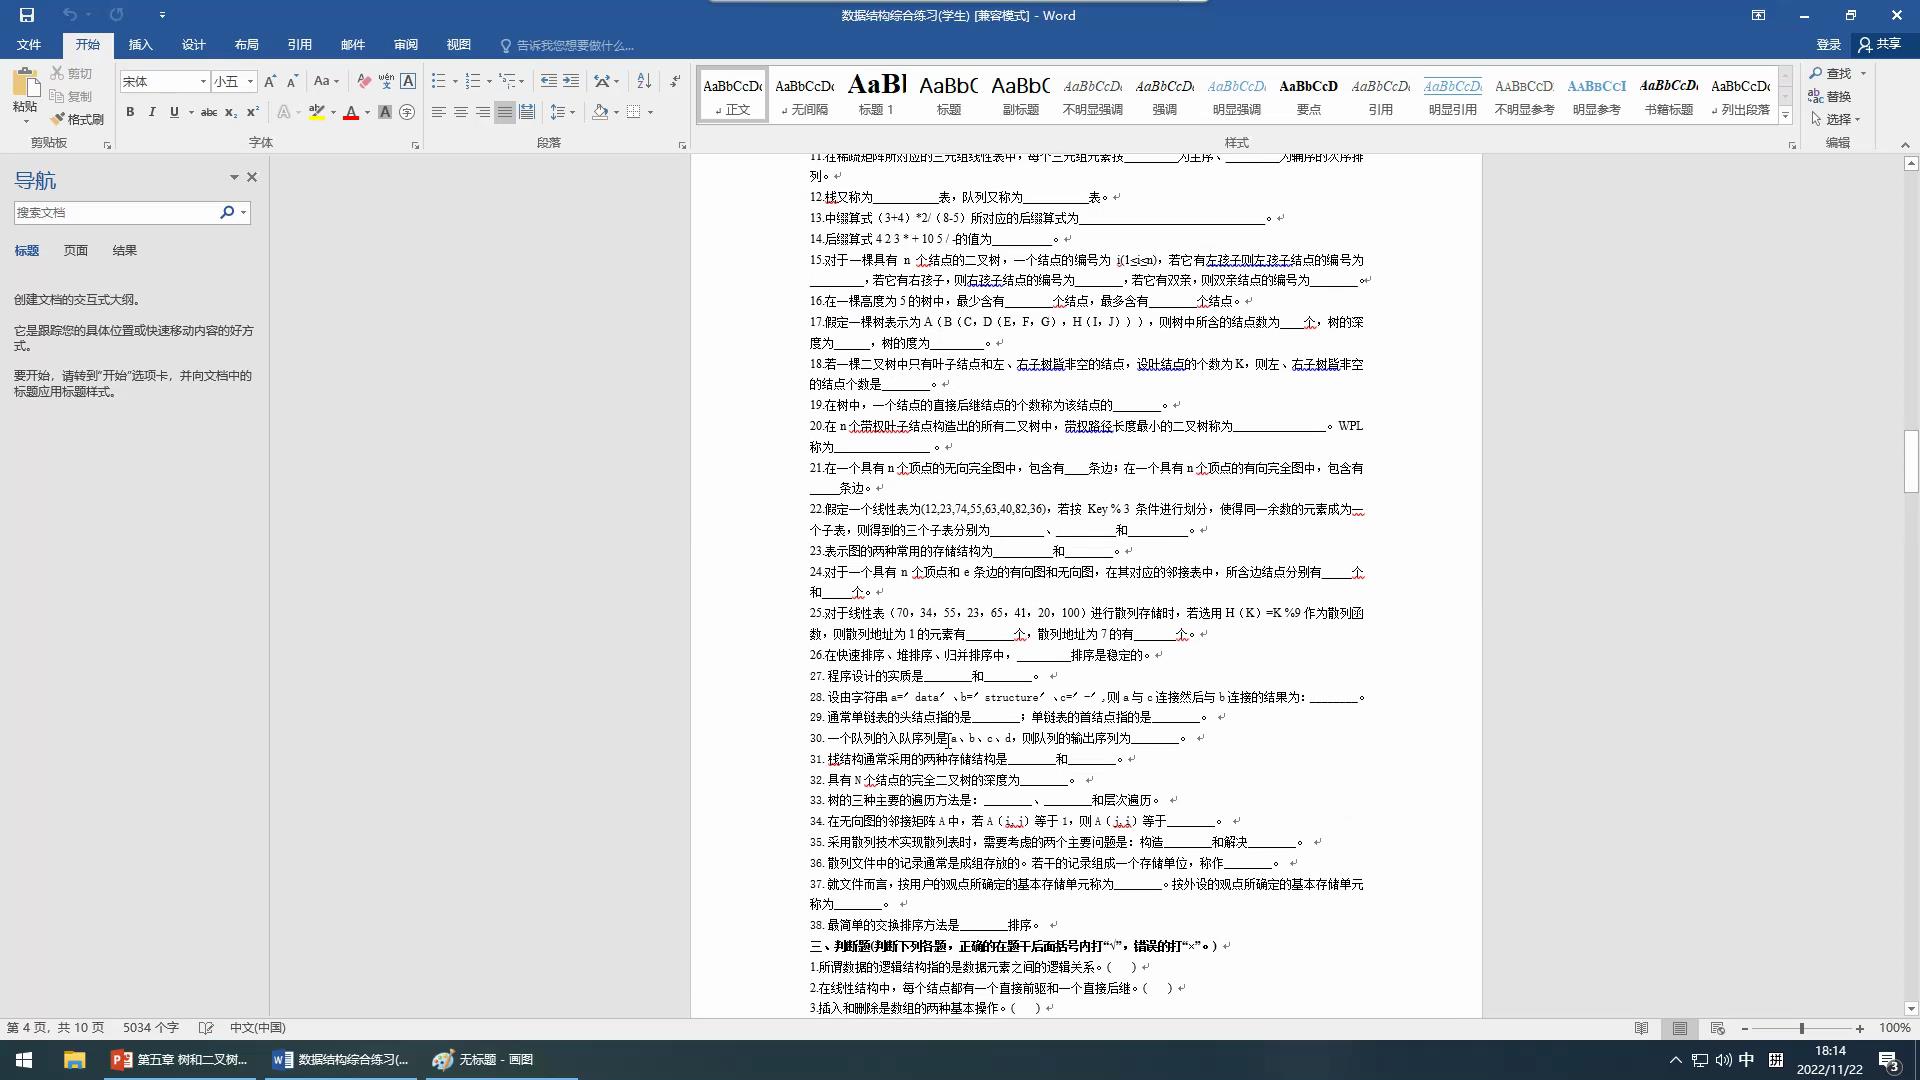 数据结构综合练习(学生) [兼容模式] - Word
文件 开始 插入 设计 布局 引用 邮件 审阅 视图 告诉我您想要做什么... 登录 共享
剪切
复制
格式刷
粘贴
剪贴板
宋体 小五
字体
段落
AaBbCcDc AaBbCcDc AaBl AaBbC AaBbC AaBbCcDc AaBbCcDc AaBbCcDc AaBbCcD AaBbCcDc AaBbCcDc AaBbCcDc AaBbCcI AaBbCcDc AaBbCcDc
正文 无间隔 标题 1 标题 副标题 不明显强调 强调 明显强调 要点 引用 明显引用 不明显参考 明显参考 书籍标题 列出段落
样式
查找
替换
选择
编辑
导航
搜索文档
标题 页面 结果
创建文档的交互式大纲。
它是跟踪您的具体位置或快速移动内容的好方
式。
要开始，请转到“开始”选项卡，并向文档中的
标题应用标题样式。
11.在稀疏矩阵所对应的三元组线性表中，每个三元组元素按_________为主序、_________为辅序的次序排
列。
12.栈又称为___________表，队列又称为___________表。
13.中缀算式（3+4）*2/（8-5）所对应的后缀算式为_______________________________。
14.后缀算式 4 2 3 * + 10 5 / -的值为__________。
15.对于一棵具有 n 个结点的二叉树，一个结点的编号为 i(1≤i≤n)，若它有左孩子则左孩子结点的编号为
_________，若它有右孩子，则右孩子结点的编号为________，若它有双亲，则双亲结点的编号为________。
16.在一棵高度为 5 的树中，最少含有________个结点，最多含有________个结点。
17.假定一棵树表示为 A（B（C，D（E，F，G），H（I，J））），则树中所含的结点数为____个，树的深
度为______，树的度为_________。
18.若一棵二叉树中只有叶子结点和左、右子树皆非空的结点，设叶结点的个数为 K，则左、右子树皆非空
的结点个数是________。
19.在树中，一个结点的直接后继结点的个数称为该结点的________。
20.在 n 个带权叶子结点构造出的所有二叉树中，带权路径长度最小的二叉树称为_______________。WPL
称为________________。
21.在一个具有 n 个顶点的无向完全图中，包含有____条边；在一个具有 n 个顶点的有向完全图中，包含有
_____条边。
22.假定一个线性表为(12,23,74,55,63,40,82,36)，若按 Key % 3 条件进行划分，使得同一余数的元素成为一
个子表，则得到的三个子表分别为_________、__________和__________。
23.表示图的两种常用的存储结构为__________和________。
24.对于一个具有 n 个顶点和 e 条边的有向图和无向图，在其对应的邻接表中，所含边结点分别有_____个
和_____个。
25.对于线性表（70，34，55，23，65，41，20，100）进行散列存储时，若选用 H（K）=K %9 作为散列函
数，则散列地址为 1 的元素有________个，散列地址为 7 的有_______个。
26.在快速排序、堆排序、归并排序中，_________排序是稳定的。
27. 程序设计的实质是________和________。
28. 设由字符串 a=′ data′ 、b=′ structure′ 、c=′ -′ ,则 a 与 c 连接然后与 b 连接的结果为：________。
29. 通常单链表的头结点指的是________；单链表的首结点指的是________。
30. 一个队列的入队序列是 a、b、c、d，则队列的输出序列为________。
31. 栈结构通常采用的两种存储结构是________和________。
32. 具有 N 个结点的完全二叉树的深度为________。
33. 树的三种主要的遍历方法是：________、________和层次遍历。
34. 在无向图的邻接矩阵 A 中，若 A（i,j）等于 1，则 A（j,i）等于________。
35. 采用散列技术实现散列表时，需要考虑的两个主要问题是：构造________和解决________。
36. 散列文件中的记录通常是成组存放的。若干的记录组成一个存储单位，称作________。
37. 就文件而言，按用户的观点所确定的基本存储单元称为________。按外设的观点所确定的基本存储单元
称为________。
38. 最简单的交换排序方法是________排序。
三、判断题(判断下列各题，正确的在题干后面括号内打“√”，错误的打“×”。)
1.所谓数据的逻辑结构指的是数据元素之间的逻辑关系。（ ）
2.在线性结构中，每个结点都有一个直接前驱和一个直接后继。（ ）
3.插入和删除是数组的两种基本操作。（ ）
第 4 页，共 10 页 5034 个字 中文(中国) 100%
第五章 树和二叉树... 数据结构综合练习(... 无标题 - 画图 中 18:14
2022/11/22 3